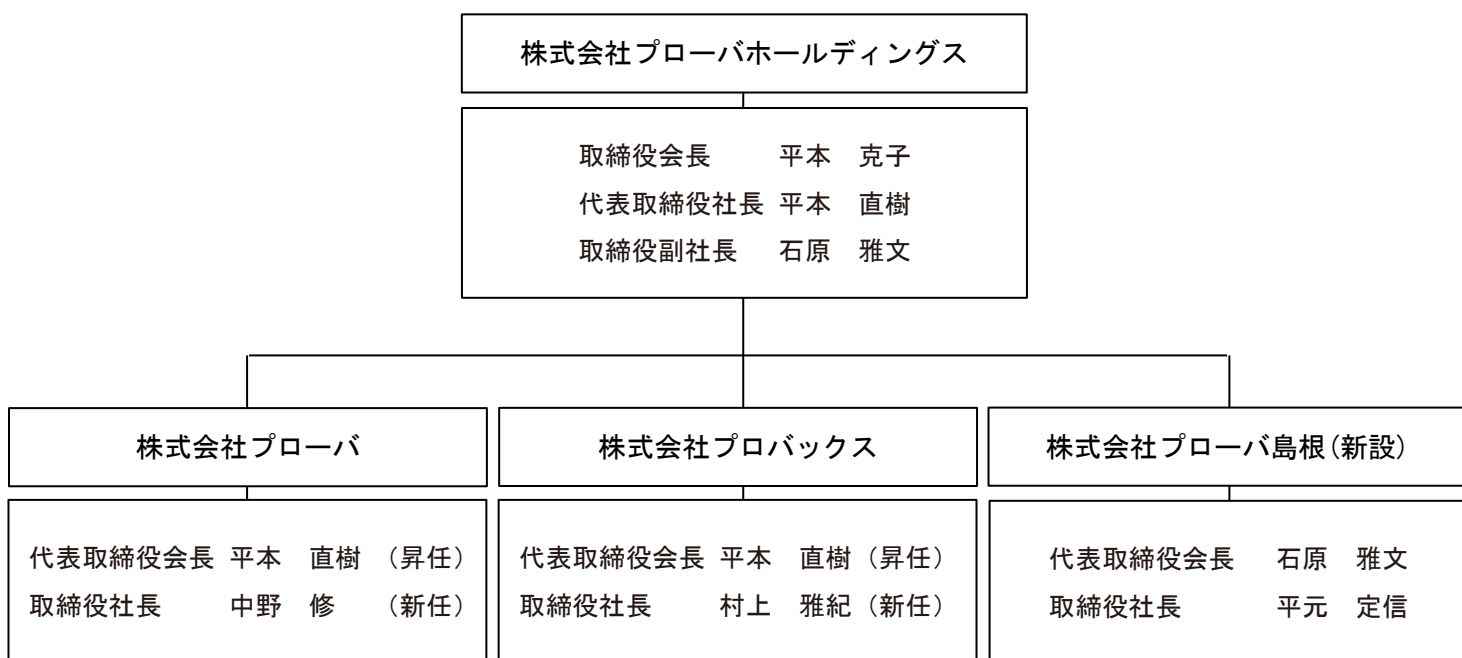 株式会社プローバホールディングス
取締役会長 平本 克子
代表取締役社長 平本 直樹
取締役副社長 石原 雅文
株式会社プローバ
代表取締役会長 平本 直樹 (昇任)
取締役社長 中野 修 (新任)
株式会社プロバックス
代表取締役会長 平本 直樹(昇任)
取締役社長 村上 雅紀(新任)
株式会社プローバ島根(新設)
代表取締役会長 石原 雅文
取締役社長 平元 定信